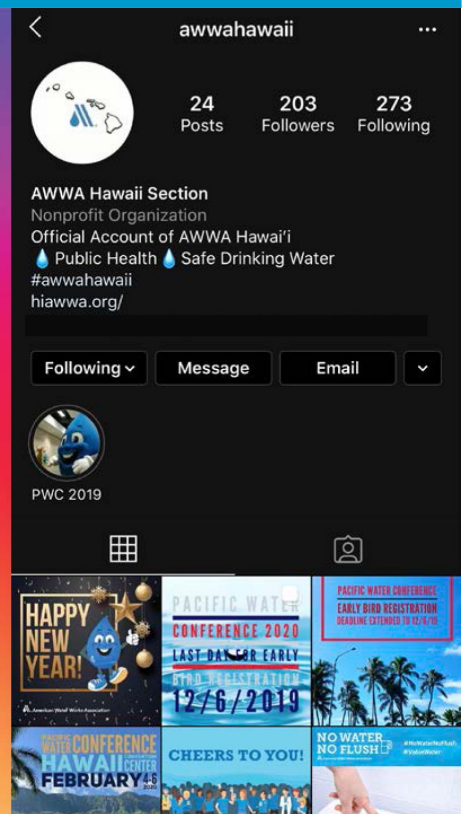 awwahawaii
24 203 273
Posts Followers Following
AWWA Hawaii Section
Nonprofit Organization
Official Account of AWWA Hawai'i
💧 Public Health 💧 Safe Drinking Water
#awwahawaii
hiawwa.org/
Following Message Email
PWC 2019
HAPPY
NEW
YEAR!
American Water Works Association
PACIFIC WATER
CONFERENCE 2020
LAST DAY FOR EARLY
BIRD REGISTRATION
12/6/2019
PACIFIC WATER CONFERENCE
EARLY BIRD REGISTRATION
DEADLINE EXTENDED TO 12/6/19
PACIFIC
WATER CONFERENCE
HAWAII CENTER
FEBRUARY 4-6
2020
CHEERS TO YOU!
NO WATER
NO FLUSH
#NoWaterNoFlush
#ValueWater